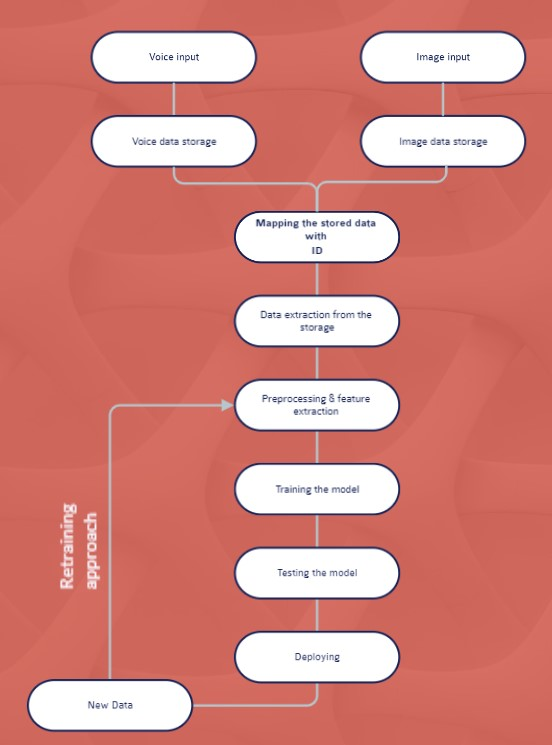 Voice input
Image input
Voice data storage
Image data storage
Mapping the stored data
with
ID
Data extraction from the
storage
Preprocessing & feature
extraction
Training the model
Testing the model
Deploying
New Data
Retraining
approach